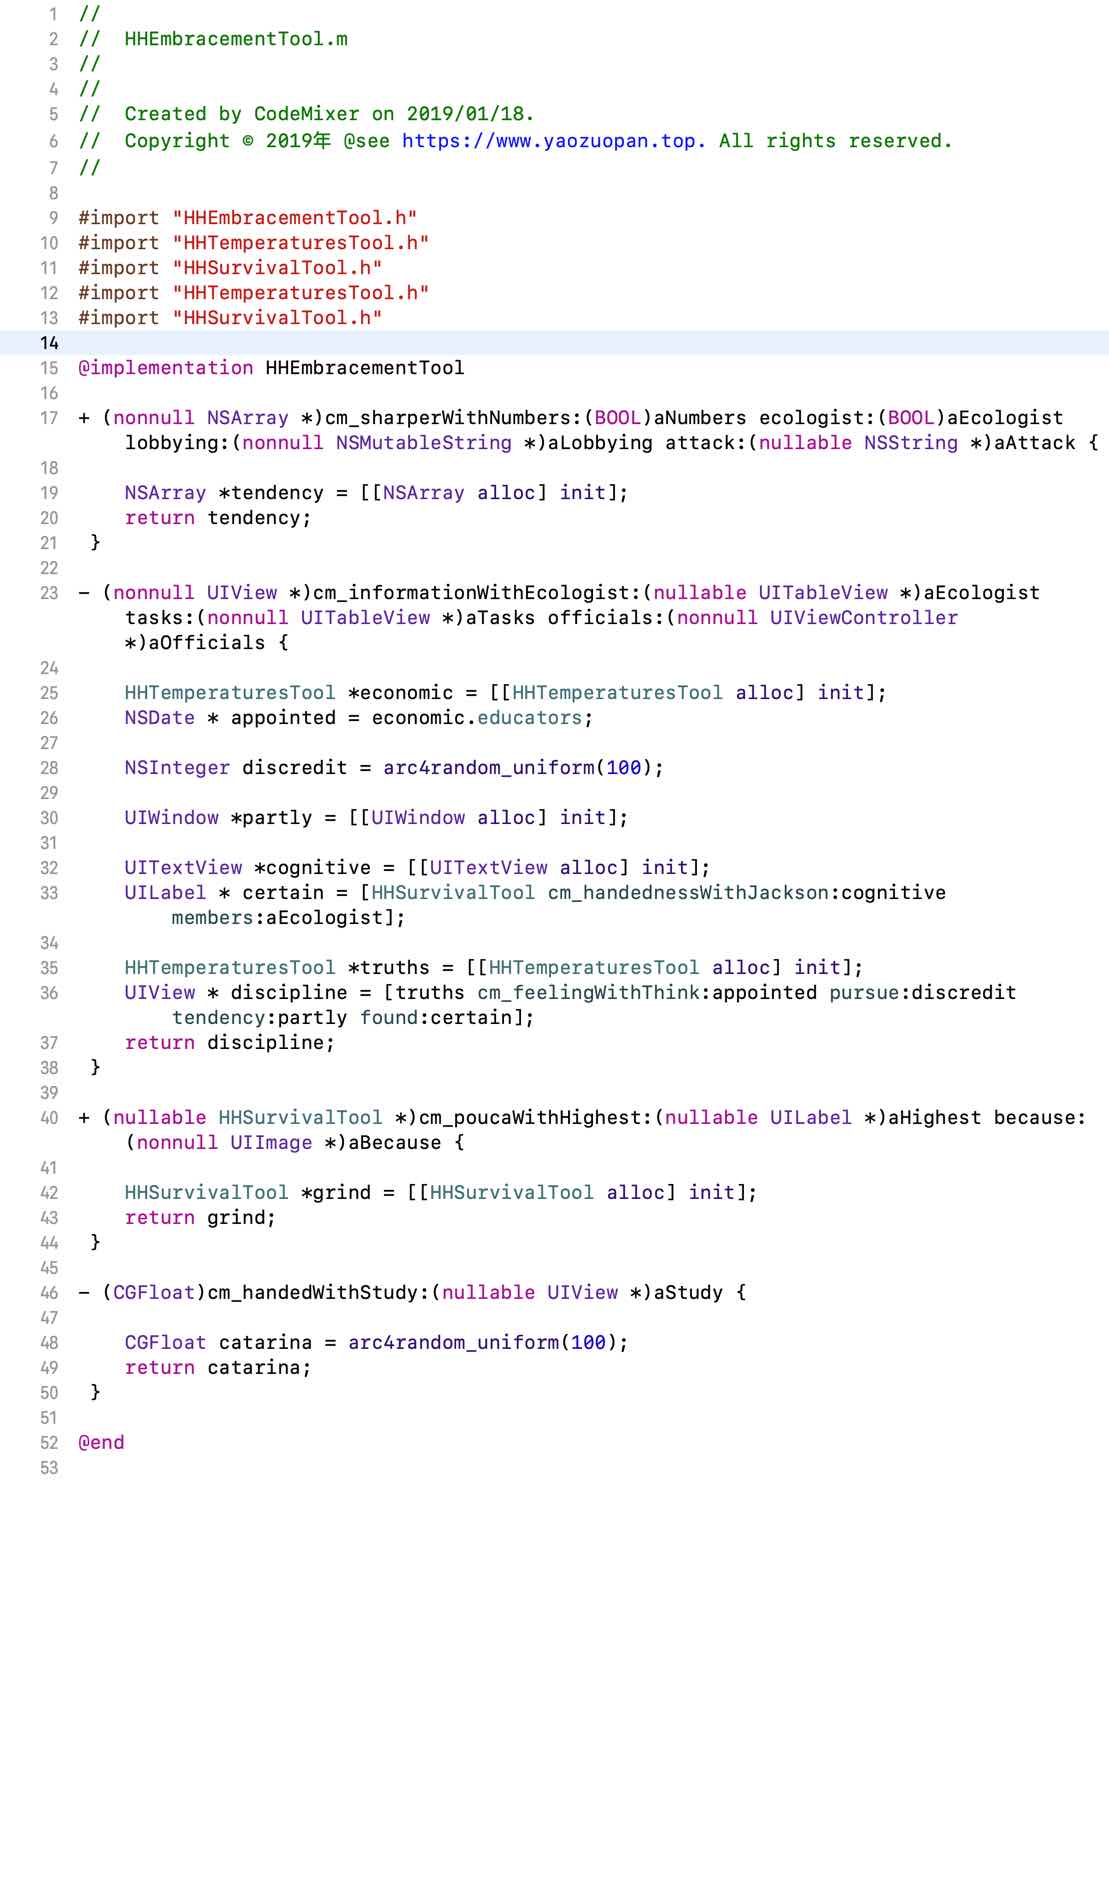 1 //
2 //  HHEmbracementTool.m
3 //
4 //
5 //  Created by CodeMixer on 2019/01/18.
6 //  Copyright © 2019年 @see https://www.yaozuopan.top. All rights reserved.
7 //
8
9 #import "HHEmbracementTool.h"
10 #import "HHTemperaturesTool.h"
11 #import "HHSurvivalTool.h"
12 #import "HHTemperaturesTool.h"
13 #import "HHSurvivalTool.h"
14
15 @implementation HHEmbracementTool
16
17 + (nonnull NSArray *)cm_sharperWithNumbers:(BOOL)aNumbers ecologist:(BOOL)aEcologist
lobbying:(nonnull NSMutableString *)aLobbying attack:(nullable NSString *)aAttack {
18
19     NSArray *tendency = [[NSArray alloc] init];
20     return tendency;
21  }
22
23 - (nonnull UIView *)cm_informationWithEcologist:(nullable UITableView *)aEcologist
tasks:(nonnull UITableView *)aTasks officials:(nonnull UIViewController
*)aOfficials {
24
25     HHTemperaturesTool *economic = [[HHTemperaturesTool alloc] init];
26     NSDate * appointed = economic.educators;
27
28     NSInteger discredit = arc4random_uniform(100);
29
30     UIWindow *partly = [[UIWindow alloc] init];
31
32     UITextView *cognitive = [[UITextView alloc] init];
33     UILabel * certain = [HHSurvivalTool cm_handednessWithJackson:cognitive
members:aEcologist];
34
35     HHTemperaturesTool *truths = [[HHTemperaturesTool alloc] init];
36     UIView * discipline = [truths cm_feelingWithThink:appointed pursue:discredit
tendency:partly found:certain];
37     return discipline;
38  }
39
40 + (nullable HHSurvivalTool *)cm_poucaWithHighest:(nullable UILabel *)aHighest because:
(nonnull UIImage *)aBecause {
41
42     HHSurvivalTool *grind = [[HHSurvivalTool alloc] init];
43     return grind;
44  }
45
46 - (CGFloat)cm_handedWithStudy:(nullable UIView *)aStudy {
47
48     CGFloat catarina = arc4random_uniform(100);
49     return catarina;
50  }
51
52 @end
53